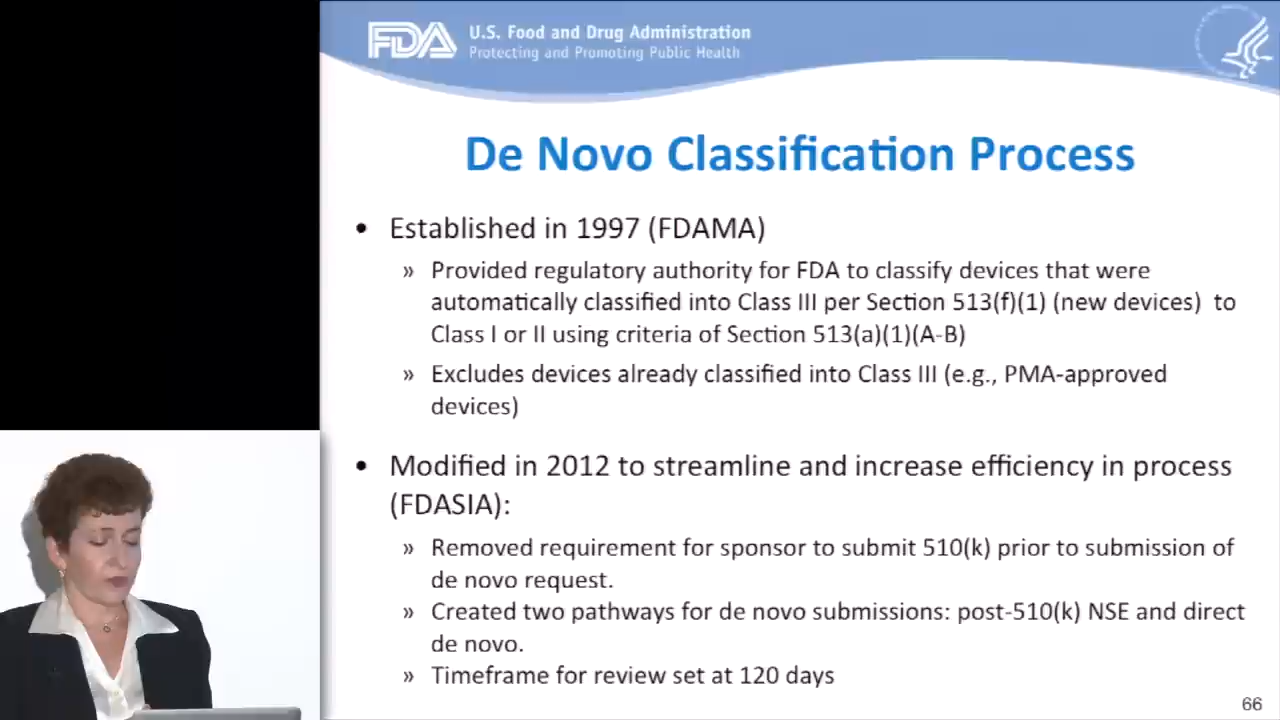 FDA
U.S. Food and Drug Administration
Protecting and Promoting Public Health
De Novo Classification Process
• Established in 1997 (FDAMA)
» Provided regulatory authority for FDA to classify devices that were
automatically classified into Class III per Section 513(f)(1) (new devices) to
Class I or II using criteria of Section 513(a)(1)(A-B)
» Excludes devices already classified into Class III (e.g., PMA-approved
devices)
• Modified in 2012 to streamline and increase efficiency in process
(FDASIA):
» Removed requirement for sponsor to submit 510(k) prior to submission of
de novo request.
» Created two pathways for de novo submissions: post-510(k) NSE and direct
de novo.
» Timeframe for review set at 120 days
66